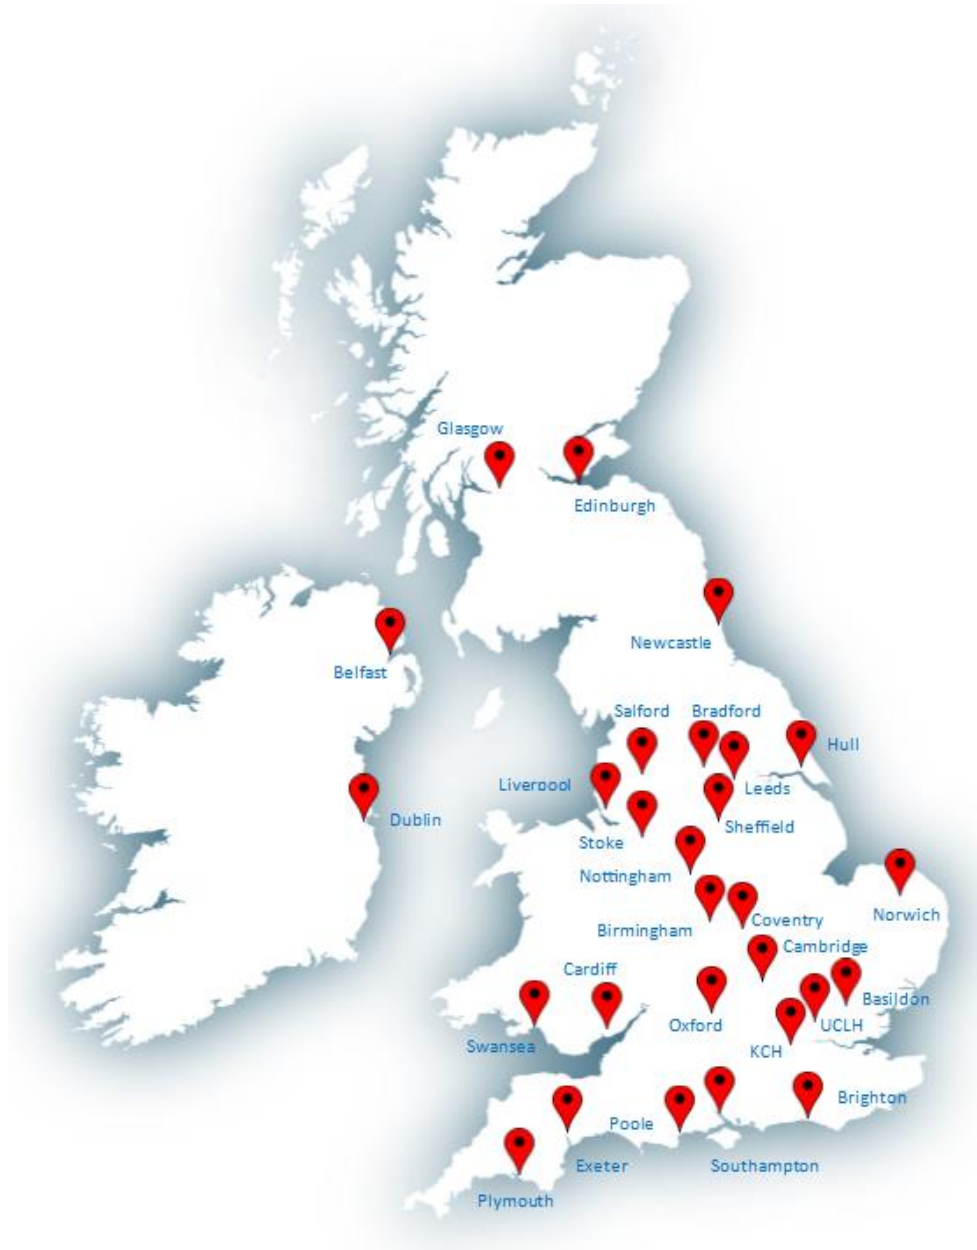 Glasgow
Edinburgh
Newcastle
Belfast
Salford
Bradford
Hull
Liverpool
Leeds
Dublin
Sheffield
Stoke
Nottingham
Norwich
Coventry
Birmingham
Cambridge
Cardiff
Basildon
Oxford
UCLH
Swansea
KCH
Brighton
Poole
Exeter
Southampton
Plymouth